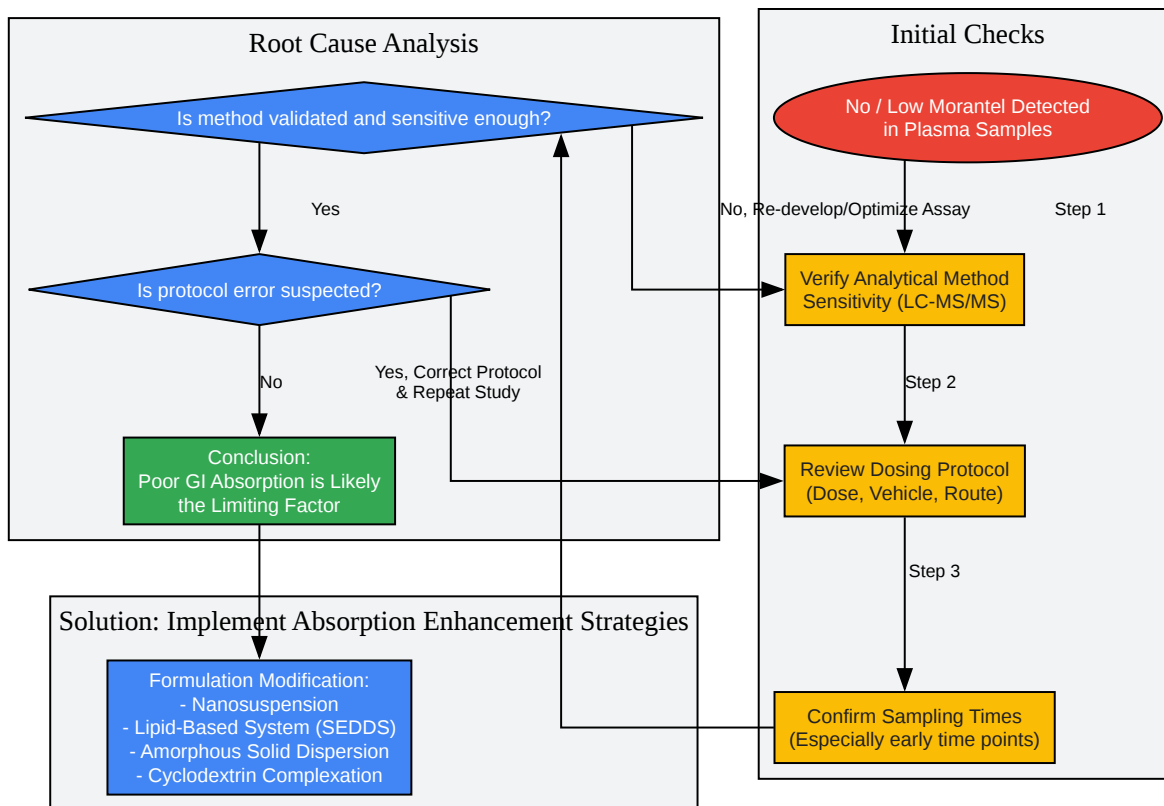 Root Cause Analysis
Is method validated and sensitive enough?
Yes
Is protocol error suspected?
No
Yes, Correct Protocol
& Repeat Study
Conclusion:
Poor GI Absorption is Likely
the Limiting Factor
Solution: Implement Absorption Enhancement Strategies
Formulation Modification:
- Nanosuspension
- Lipid-Based System (SEDDS)
- Amorphous Solid Dispersion
- Cyclodextrin Complexation
Initial Checks
No / Low Morantel Detected
in Plasma Samples
No, Re-develop/Optimize Assay
Step 1
Verify Analytical Method
Sensitivity (LC-MS/MS)
Step 2
Review Dosing Protocol
(Dose, Vehicle, Route)
Step 3
Confirm Sampling Times
(Especially early time points)